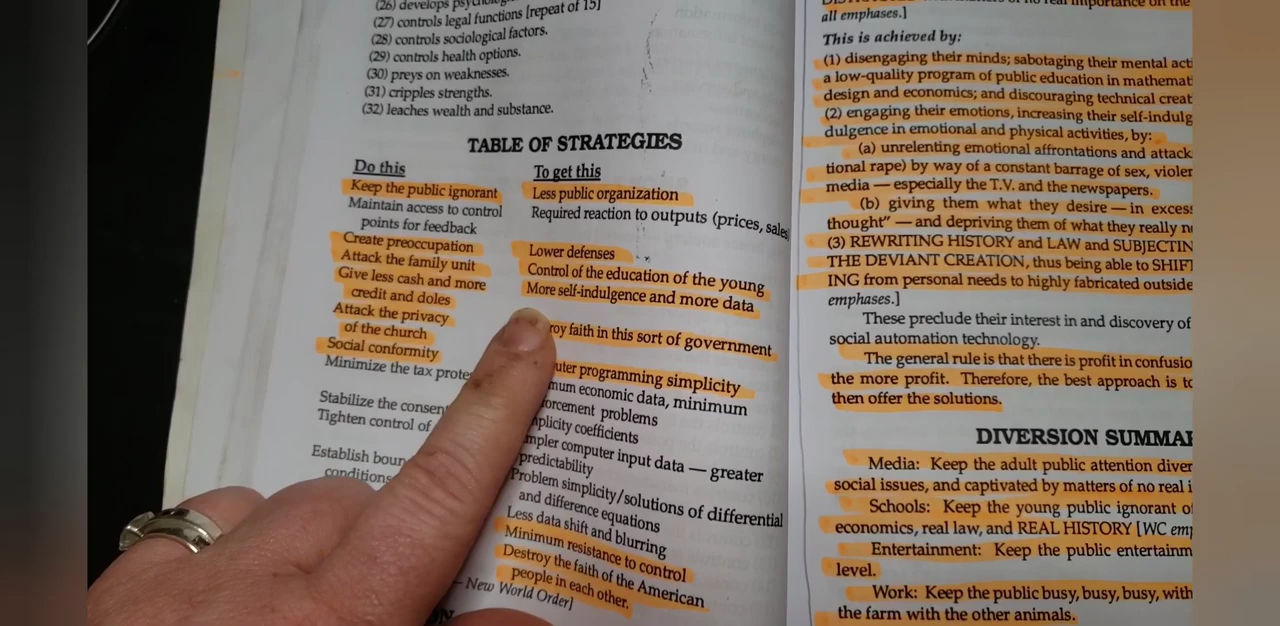 (26) develops
(27) controls legal functions [repeat of 15]
(28) controls sociological factors.
(29) controls health options.
(30) preys on weaknesses.
(31) cripples strengths.
(32) leaches wealth and substance.
TABLE OF STRATEGIES
Do this To get this
Keep the public ignorant Less public organization
Maintain access to control Required reaction to outputs (prices, sales
points for feedback
Create preoccupation Lower defenses
Attack the family unit Control of the education of the young
Give less cash and more More self-indulgence and more data
credit and doles
Attack the privacy roy faith in this sort of government
of the church
Social conformity uter programming simplicity
Minimize the tax prote mum economic data, minimum
orcement problems
Stabilize the consen plicity coefficients
Tighten control of mpler computer input data — greater
predictability
Establish boun Problem simplicity/solutions of differential
conditions and difference equations
Less data shift and blurring
Minimum resistance to control
Destroy the faith of the American
people in each other.
— New World Order]
ON
real importance on the
all emphases.]
This is achieved by:
(1) disengaging their minds; sabotaging their mental acti
a low-quality program of public education in mathemat
design and economics; and discouraging technical creat
(2) engaging their emotions, increasing their self-indulg
dulgence in emotional and physical activities, by:
(a) unrelenting emotional affrontations and attack
tional rape) by way of a constant barrage of sex, violen
media — especially the T.V. and the newspapers.
(b) giving them what they desire — in excess
thought” — and depriving them of what they really n
(3) REWRITING HISTORY and LAW and SUBJECTIN
THE DEVIANT CREATION, thus being able to SHIFT
ING from personal needs to highly fabricated outside
emphases.]
These preclude their interest in and discovery of
social automation technology.
The general rule is that there is profit in confusio
the more profit. Therefore, the best approach is to
then offer the solutions.
DIVERSION SUMMAR
Media: Keep the adult public attention diver
social issues, and captivated by matters of no real i
Schools: Keep the young public ignorant of
economics, real law, and REAL HISTORY [WC emp
Entertainment: Keep the public entertainm
level.
Work: Keep the public busy, busy, busy, with
the farm with the other animals.